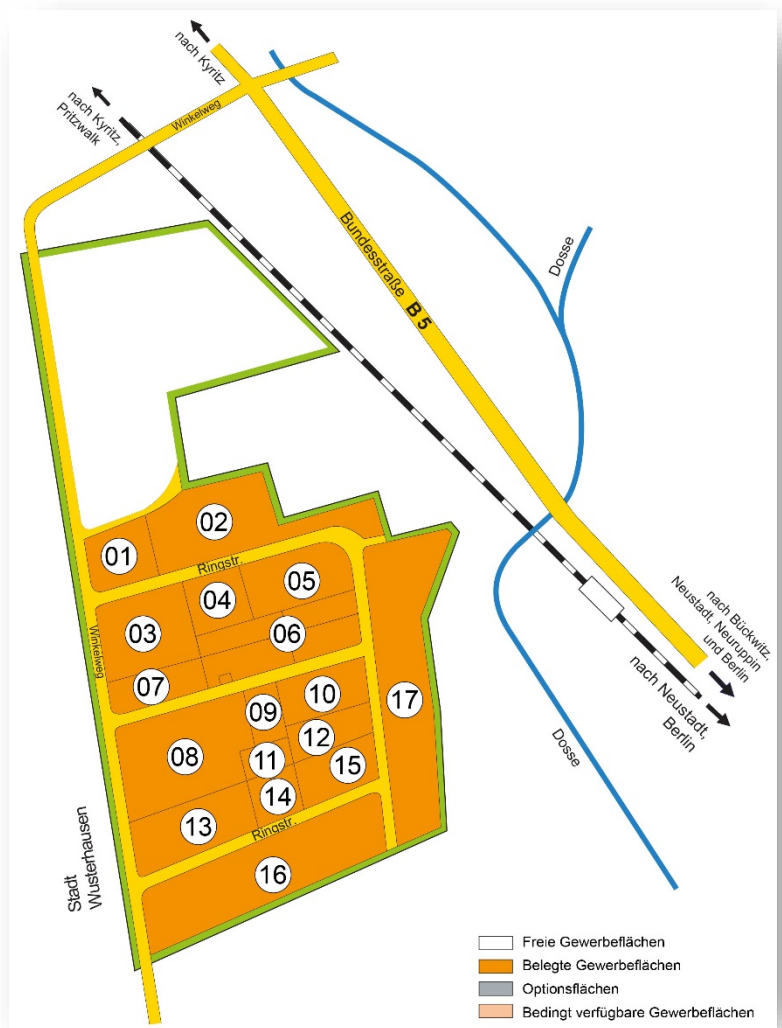 nach Kyritz
nach Kyritz,
Pritzwalk
Winkelweg
Bundesstraße B 5
Dosse
02
01
Ringstr.
05
04
03
06
Winkelweg
07
17
10
09
12
08
11
15
14
13
Ringstr.
16
nach Bückwitz,
Neustadt, Neuruppin
und Berlin
nach Neustadt,
Berlin
Dosse
Stadt
Wusterhausen
Freie Gewerbeflächen
Belegte Gewerbeflächen
Optionsflächen
Bedingt verfügbare Gewerbeflächen